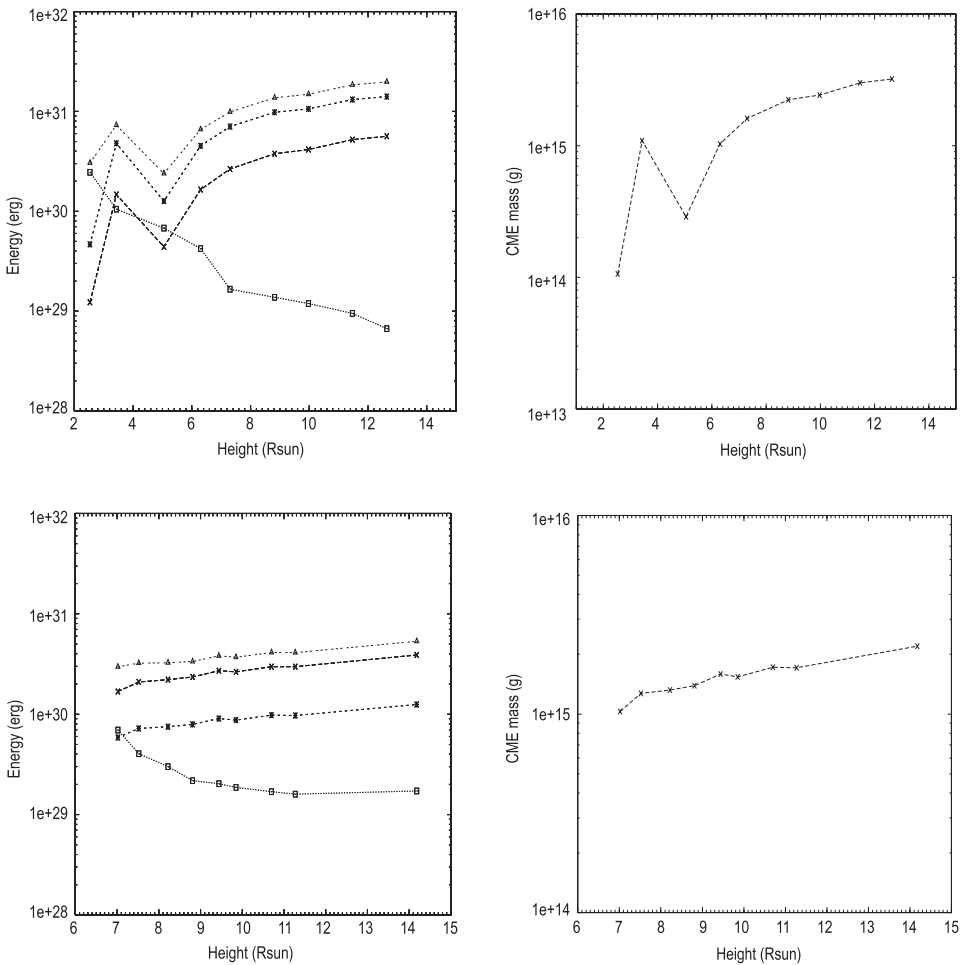 1e+32
1e+31
1e+30
1e+29
1e+28
Energy (erg)
2 4 6 8 10 12 14
Height (Rsun)
1e+16
1e+15
1e+14
1e+13
CME mass (g)
2 4 6 8 10 12 14
Height (Rsun)
1e+32
1e+31
1e+30
1e+29
1e+28
Energy (erg)
6 7 8 9 10 11 12 13 14 15
Height (Rsun)
1e+16
1e+15
1e+14
CME mass (g)
6 7 8 9 10 11 12 13 14 15
Height (Rsun)